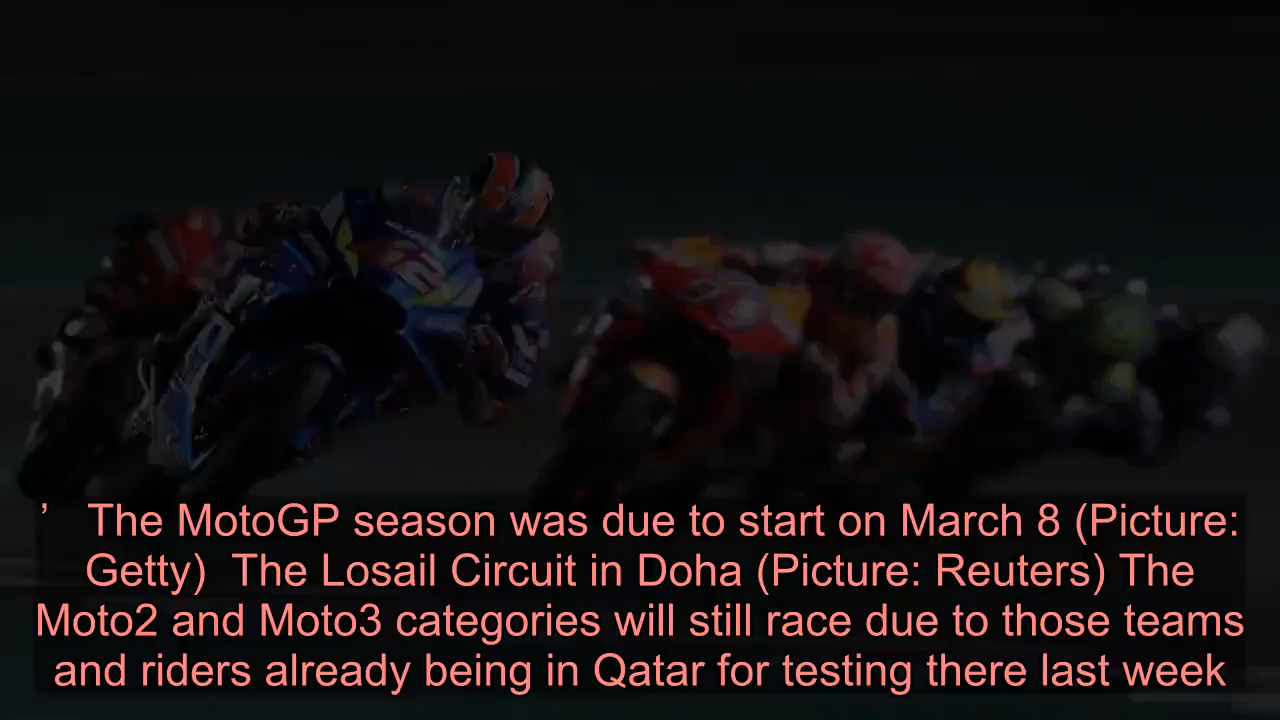 ’ The MotoGP season was due to start on March 8 (Picture:
Getty) The Losail Circuit in Doha (Picture: Reuters) The
Moto2 and Moto3 categories will still race due to those teams
and riders already being in Qatar for testing there last week
42